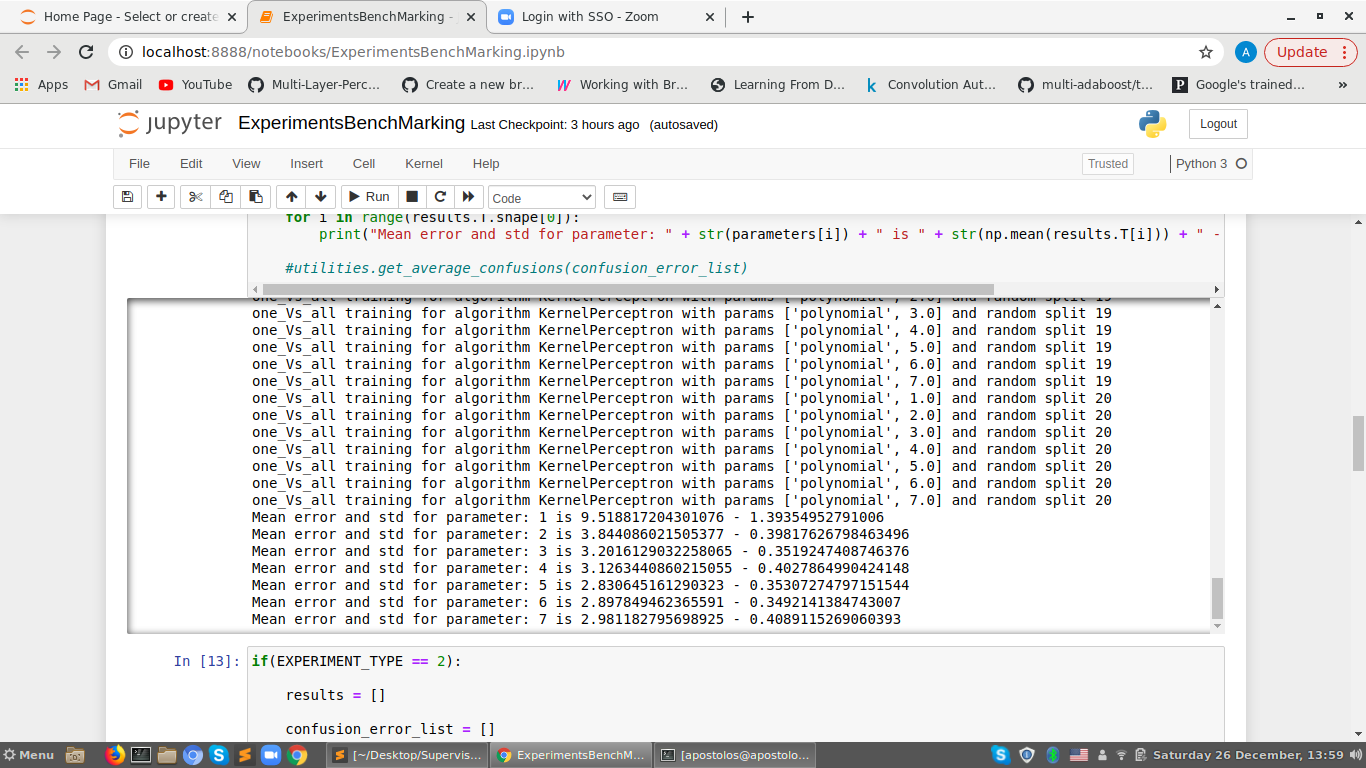 Home Page - Select or create
ExperimentsBenchMarking -
Login with SSO - Zoom
localhost:8888/notebooks/ExperimentsBenchMarking.ipynb
A
Update
Apps
Gmail
YouTube
Multi-Layer-Perc...
Create a new br...
Working with Br...
Learning From D...
Convolution Aut...
multi-adaboost/t...
Google's trained...
»
jupyter
ExperimentsBenchMarking Last Checkpoint: 3 hours ago (autosaved)
Logout
File Edit View Insert Cell Kernel Help
Trusted
Python 3
Run
Code
for i in range(results.T.shape[0]):
print("Mean error and std for parameter: " + str(parameters[i]) + " is " + str(np.mean(results.T[i])) + " -
#utilities.get_average_confusions(confusion_error_list)
one_Vs_all training for algorithm KernelPerceptron with params ['polynomial', 2.0] and random split 19
one_Vs_all training for algorithm KernelPerceptron with params ['polynomial', 3.0] and random split 19
one_Vs_all training for algorithm KernelPerceptron with params ['polynomial', 4.0] and random split 19
one_Vs_all training for algorithm KernelPerceptron with params ['polynomial', 5.0] and random split 19
one_Vs_all training for algorithm KernelPerceptron with params ['polynomial', 6.0] and random split 19
one_Vs_all training for algorithm KernelPerceptron with params ['polynomial', 7.0] and random split 19
one_Vs_all training for algorithm KernelPerceptron with params ['polynomial', 1.0] and random split 20
one_Vs_all training for algorithm KernelPerceptron with params ['polynomial', 2.0] and random split 20
one_Vs_all training for algorithm KernelPerceptron with params ['polynomial', 3.0] and random split 20
one_Vs_all training for algorithm KernelPerceptron with params ['polynomial', 4.0] and random split 20
one_Vs_all training for algorithm KernelPerceptron with params ['polynomial', 5.0] and random split 20
one_Vs_all training for algorithm KernelPerceptron with params ['polynomial', 6.0] and random split 20
one_Vs_all training for algorithm KernelPerceptron with params ['polynomial', 7.0] and random split 20
Mean error and std for parameter: 1 is 9.518817204301076 - 1.39354952791006
Mean error and std for parameter: 2 is 3.844086021505377 - 0.39817626798463496
Mean error and std for parameter: 3 is 3.2016129032258065 - 0.3519247408746376
Mean error and std for parameter: 4 is 3.1263440860215055 - 0.4027864990424148
Mean error and std for parameter: 5 is 2.830645161290323 - 0.35307274797151544
Mean error and std for parameter: 6 is 2.897849462365591 - 0.3492141384743007
Mean error and std for parameter: 7 is 2.981182795698925 - 0.4089115269060393
In [13]: if(EXPERIMENT_TYPE == 2):
results = []
confusion_error_list = []
Menu
[~/Desktop/Supervis...
ExperimentsBenchM...
[apostolos@apostolo...
Saturday 26 December, 13:59